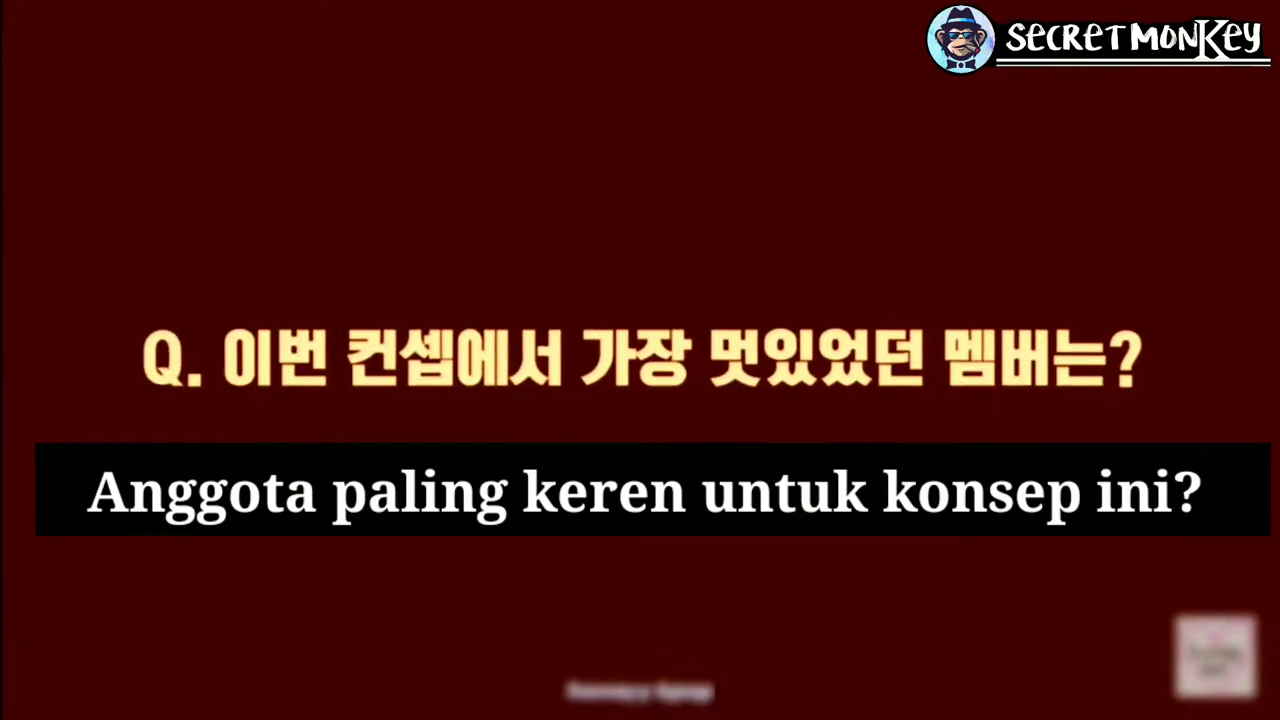 SECRET MONKEY
Q. 이번 컨셉에서 가장 멋있었던 멤버는?
Anggota paling keren untuk konsep ini?